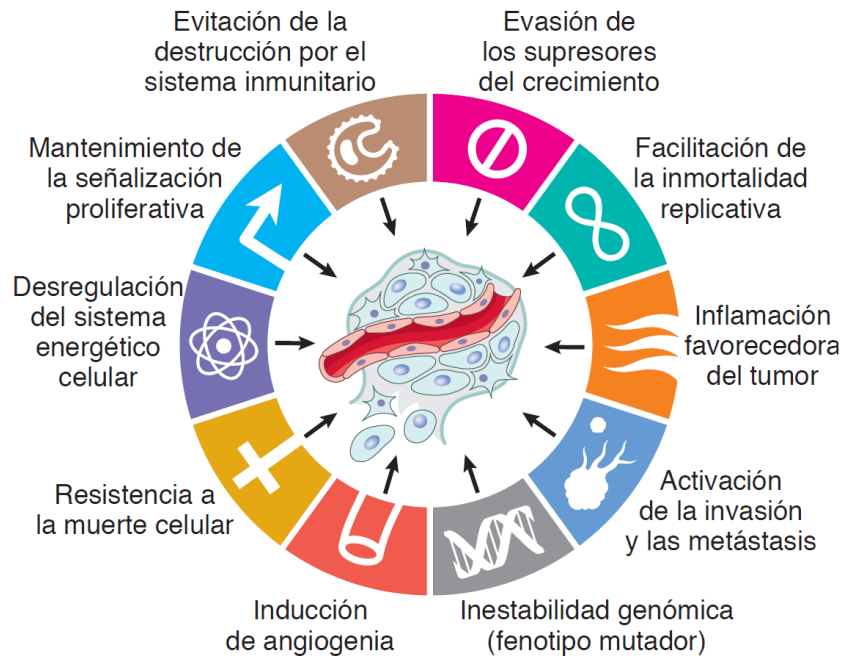 Evitación de la
destrucción por el
sistema inmunitario
Evasión de
los supresores
del crecimiento
Mantenimiento de
la señalización
proliferativa
Facilitación de
la inmortalidad
replicativa
Desregulación
del sistema
energético
celular
Inflamación
favorecedora
del tumor
Resistencia a
la muerte celular
Activación
de la invasión
y las metástasis
Inducción
de angiogenia
Inestabilidad genómica
(fenotipo mutador)